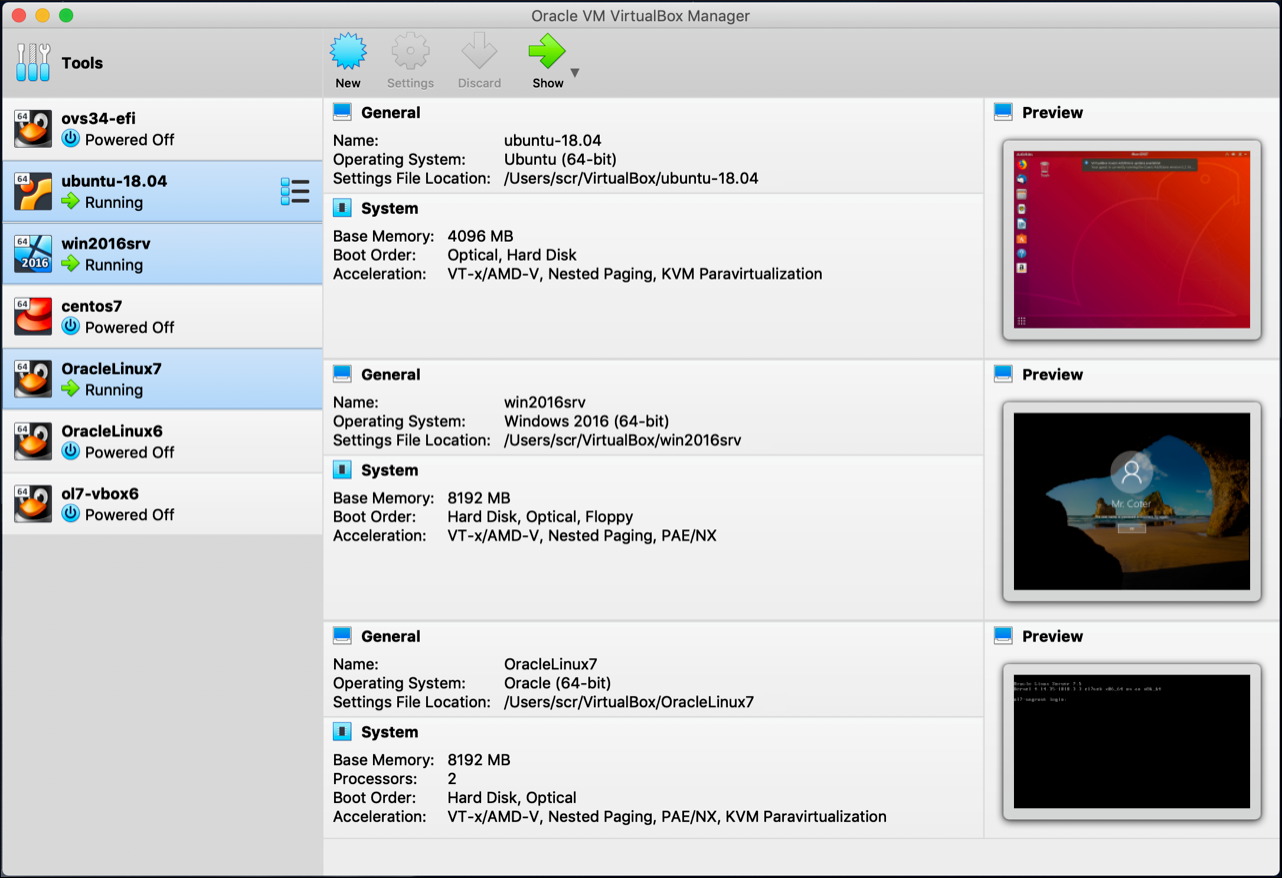 Oracle VM VirtualBox Manager
Tools
New
Settings
Discard
Show
64
ovs34-efi
Powered Off
64
ubuntu-18.04
Running
64
2016
win2016srv
Running
64
centos7
Powered Off
64
OracleLinux7
Running
64
OracleLinux6
Powered Off
64
ol7-vbox6
Powered Off
General
Name: ubuntu-18.04
Operating System: Ubuntu (64-bit)
Settings File Location: /Users/scr/VirtualBox/ubuntu-18.04
System
Base Memory: 4096 MB
Boot Order: Optical, Hard Disk
Acceleration: VT-x/AMD-V, Nested Paging, KVM Paravirtualization
Preview
General
Name: win2016srv
Operating System: Windows 2016 (64-bit)
Settings File Location: /Users/scr/VirtualBox/win2016srv
System
Base Memory: 8192 MB
Boot Order: Hard Disk, Optical, Floppy
Acceleration: VT-x/AMD-V, Nested Paging, PAE/NX
Preview
Mr. Coter
General
Name: OracleLinux7
Operating System: Oracle (64-bit)
Settings File Location: /Users/scr/VirtualBox/OracleLinux7
System
Base Memory: 8192 MB
Processors: 2
Boot Order: Hard Disk, Optical
Acceleration: VT-x/AMD-V, Nested Paging, PAE/NX, KVM Paravirtualization
Preview
Oracle Linux Server 7.